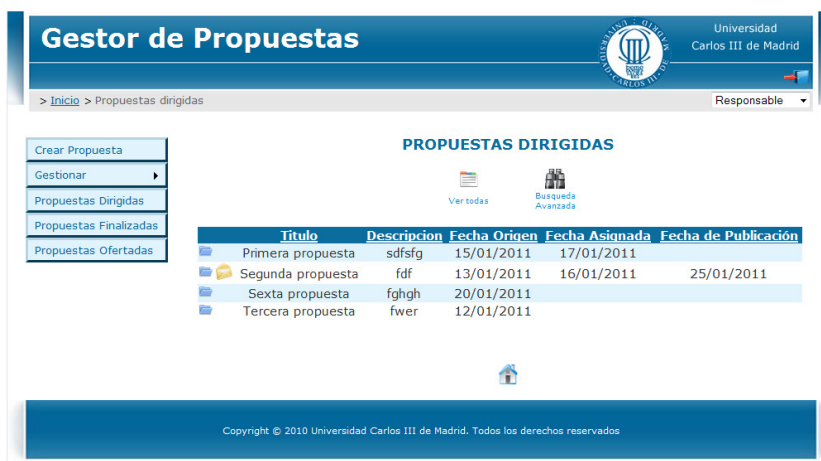 Gestor de Propuestas
Universidad
Carlos III de Madrid
> Inicio > Propuestas dirigidas
Responsable
Crear Propuesta
Gestionar
Propuestas Dirigidas
Propuestas Finalizadas
Propuestas Ofertadas
PROPUESTAS DIRIGIDAS
Ver todas
Busqueda
Avanzada
Titulo Descripcion Fecha Origen Fecha Asignada Fecha de Publicación
Primera propuesta sdfsfg 15/01/2011 17/01/2011
Segunda propuesta fdf 13/01/2011 16/01/2011 25/01/2011
Sexta propuesta fghgh 20/01/2011
Tercera propuesta fwer 12/01/2011
Copyright © 2010 Universidad Carlos III de Madrid. Todos los derechos reservados